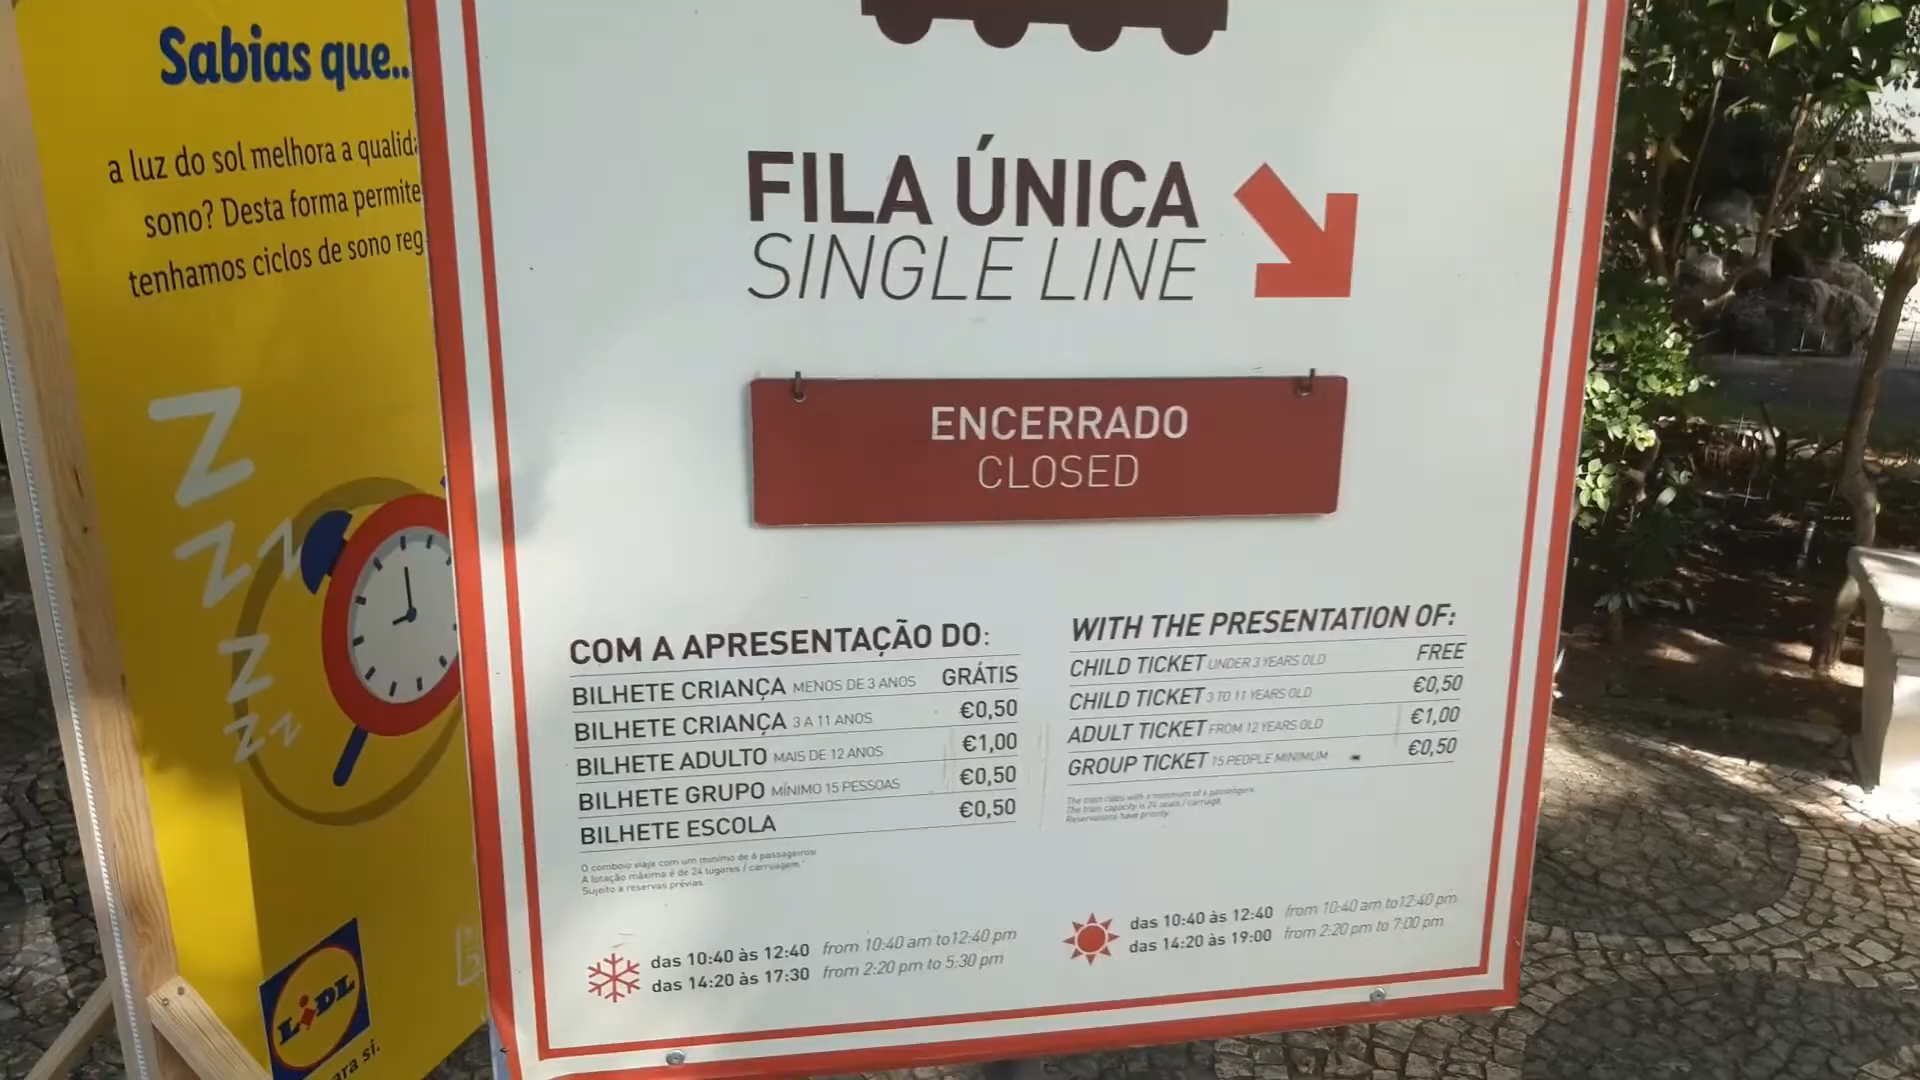 Sabias que..
a luz do sol melhora a
sono? Desta forma permite
tenhamos ciclos de sono
Z
Z Z
Z
Z Z
LIDL
si.
FILA ÚNICA
SINGLE LINE
ENCERRADO
CLOSED
COM A APRESENTAÇÃO DO:
BILHETE CRIANÇA MENOS DE 3 ANOS GRÁTIS
BILHETE CRIANÇA 3 A 11 ANOS €0,50
BILHETE ADULTO MAIS DE 12 ANOS €1,00
BILHETE GRUPO MÍNIMO 15 PESSOAS €0,50
BILHETE ESCOLA €0,50
O comboio viaja com um mínimo de 6 passageiros
A lotação máxima é de 24 lugares / carruagem
Sujeito a reservas prévias.
WITH THE PRESENTATION OF:
CHILD TICKET UNDER 3 YEARS OLD FREE
CHILD TICKET 3 TO 11 YEARS OLD €0,50
ADULT TICKET FROM 12 YEARS OLD €1,00
GROUP TICKET 15 PEOPLE MINIMUM €0,50
The train rides with a minimum of 6 passengers
The train capacity is 24 seats / carriage.
Reservations have priority.
das 10:40 às 12:40 from 10:40 am to 12:40 pm
das 14:20 às 17:30 from 2:20 pm to 5:30 pm
das 10:40 às 12:40 from 10:40 am to 12:40 pm
das 14:20 às 19:00 from 2:20 pm to 7:00 pm